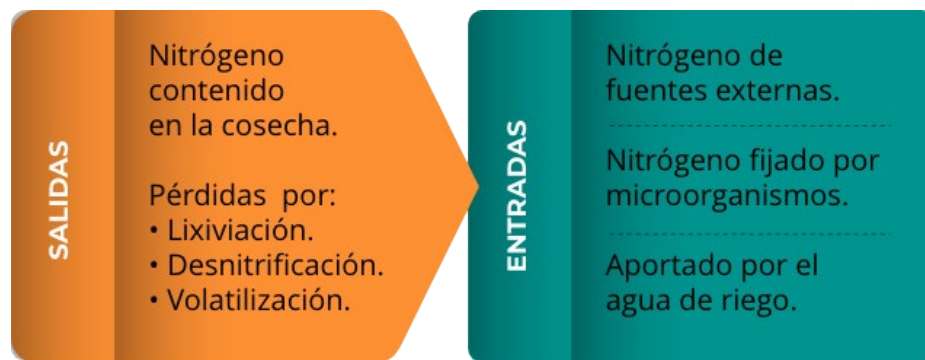 SALIDAS
Nitrógeno
contenido
en la cosecha.
Pérdidas por:
• Lixiviación.
• Desnitrificación.
• Volatilización.
ENTRADAS
Nitrógeno de
fuentes externas.
Nitrógeno fijado por
microorganismos.
Aportado por el
agua de riego.